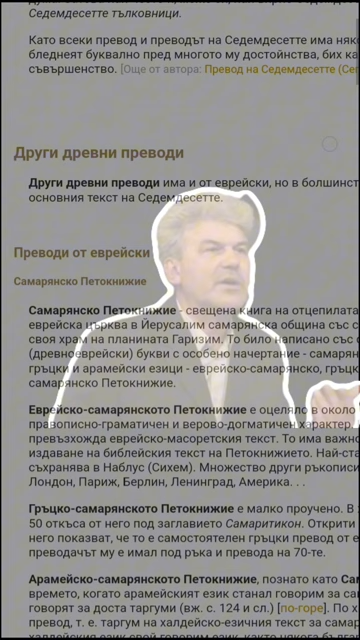 Седемдесетте тълковници.
Като всеки превод и преводът на Седемдесетте има няк
бледнеят буквално пред многото му достойнства, бих ка
съвършенство. [Още от автора: Превод на Седемдесетте (Сеп
Други древни преводи
Други древни преводи има и от еврейски, но в болшинст
основния текст на Седемдесетте.
Преводи от еврейски
Самарянско Петокнижие
Самарянско Петокнижие - свещена книга на отцепилата
еврейска църква в Йерусалим самарянска община със с
своя храм на планината Гаризим. То било написано със с
(древноеврейски) букви с особено начертание - самарян
гръцки и арамейски езици - еврейско-самарянско, гръцк
самарянско Петокнижие.
Еврейско-самарянското Петокнижие е оцеляло в около
правописно-граматичен и верово-догматичен характер.
превъзхожда еврейско-масоретския текст. То има важно
издаване на библейския текст на Петокнижието. Най-ста
съхранява в Наблус (Сихем). Множество други ръкописи
Лондон, Париж, Берлин, Ленинград, Америка. . .
Гръцко-самарянското Петокнижие е малко проучено. В
50 откъса от него под заглавието Самаритикон. Открити
него показват, че то е самостоятелен гръцки превод от е
преводачът му е имал под ръка и превода на 70-те.
Арамейско-самарянското Петокнижие, познато като Сам
времето, когато арамейският език станал говорим за са
говорят за доста таргуми (вж. с. 124 и сл.) [по-горе]. По х
превод, т. е. таргум на халдейско-езичния текст за самар